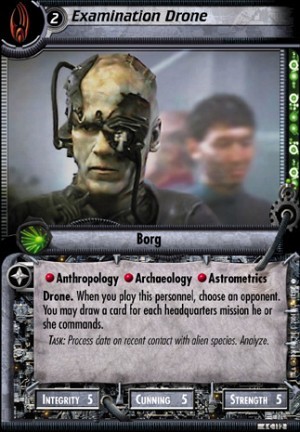 2 Examination Drone
Borg
Anthropology Archaeology Astrometrics
Drone. When you play this personnel, choose an opponent.
You may draw a card for each headquarters mission he or
she commands.
Task: Process data on recent contact with alien species. Analyze.
Integrity 5 Cunning 5 Strength 5